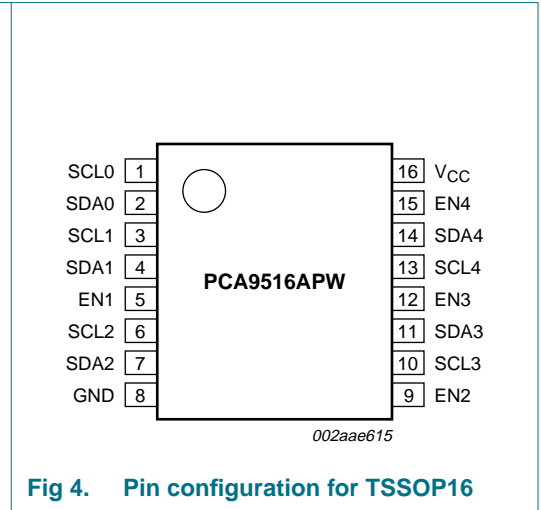 SCL0 1
SDA0 2
SCL1 3
SDA1 4
EN1 5
SCL2 6
SDA2 7
GND 8
PCA9516APW
16 VCC
15 EN4
14 SDA4
13 SCL4
12 EN3
11 SDA3
10 SCL3
9 EN2
002aae615
Fig 4. Pin configuration for TSSOP16